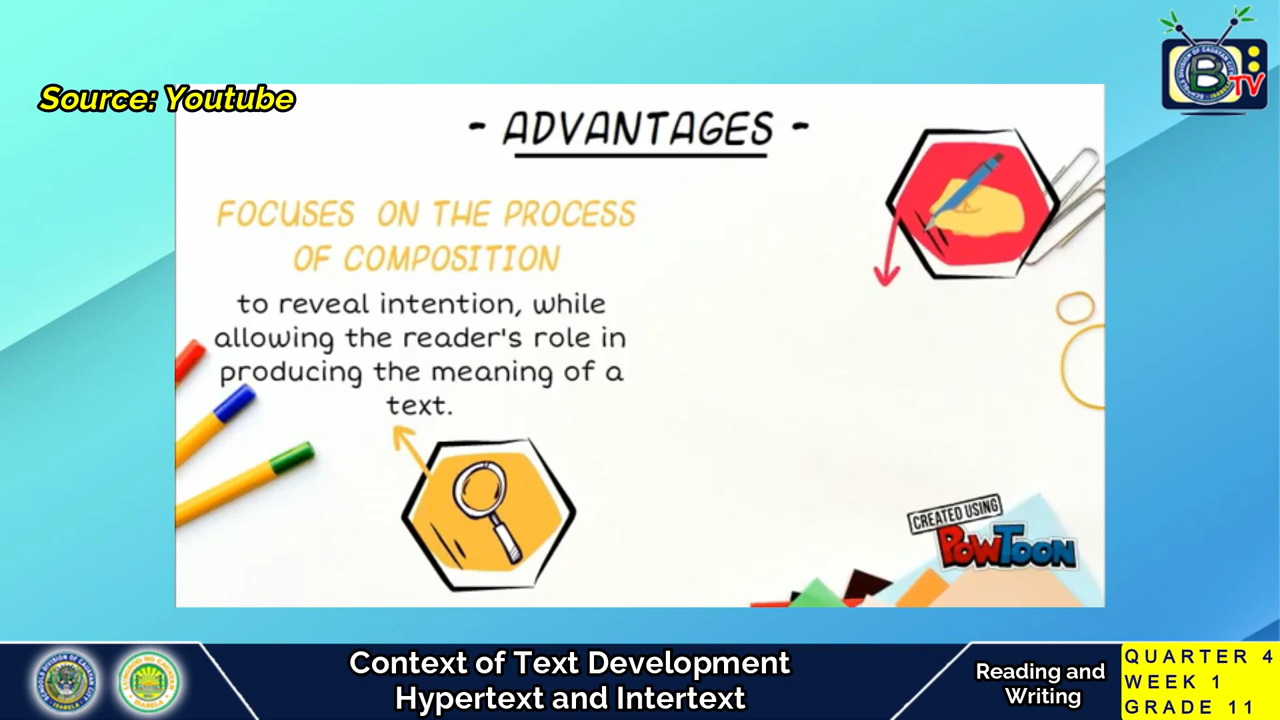 Source: Youtube
- ADVANTAGES -
FOCUSES ON THE PROCESS
OF COMPOSITION
to reveal intention, while
allowing the reader's role in
producing the meaning of a
text.
CREATED USING
POWTOON
B TV
Context of Text Development
Hypertext and Intertext
Reading and
Writing
QUARTER 4
WEEK 1
GRADE 11